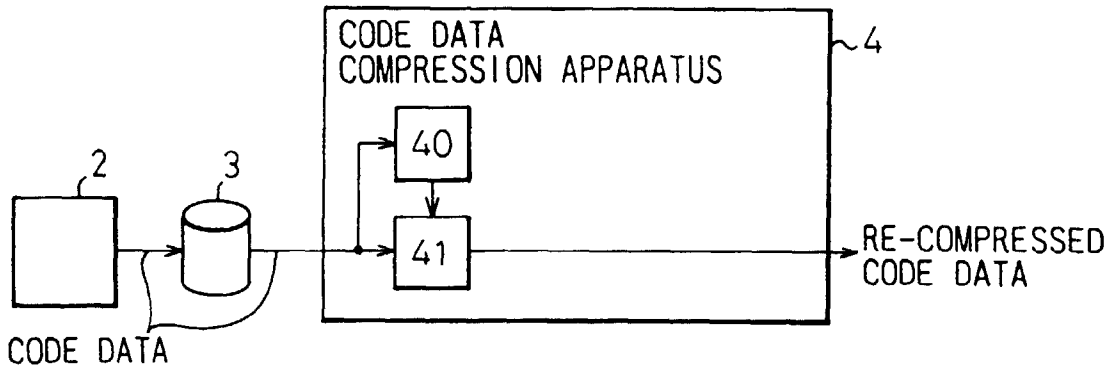 CODE DATA
COMPRESSION APPARATUS
4
40
2
3
41
RE-COMPRESSED
CODE DATA
CODE DATA